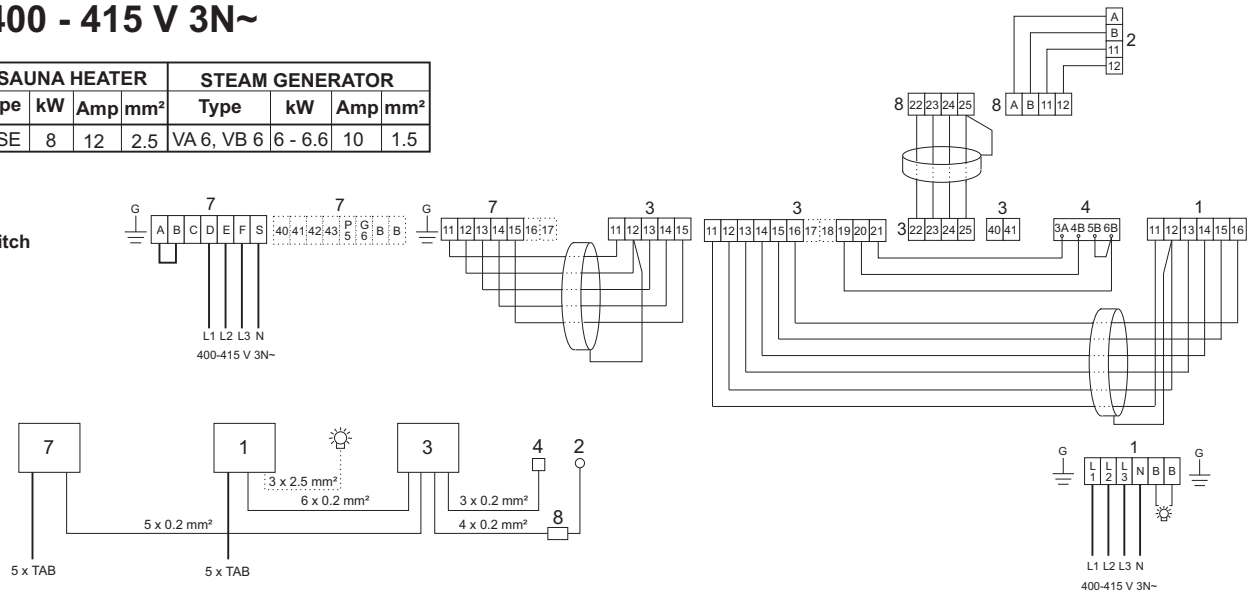 400 - 415 V 3N~
SAUNA HEATER STEAM GENERATOR
pe kW Amp mm² Type kW Amp mm²
SE 8 12 2.5 VA 6, VB 6 6 - 6.6 10 1.5
itch
A
B
11
12
2
8 22 23 24 25
8 A B 11 12
G 7
A B C D E F S
L1 L2 L3 N
400-415 V 3N~
7
40 41 42 43 P5 G6 B B
G 7
11 12 13 14 15 16 17
3
11 12 13 14 15
3
11 12 13 14 15 16 17 18 19 20 21
3 22 23 24 25
3
40 41
4
3A 4B 5B 6B
1
11 12 13 14 15 16
7 1 3 4 2
3 x 2.5 mm²
6 x 0.2 mm² 3 x 0.2 mm²
5 x 0.2 mm² 4 x 0.2 mm² 8
5 x TAB 5 x TAB
G 1 G
L1 L2 L3 N B B
L1 L2 L3 N
400-415 V 3N~